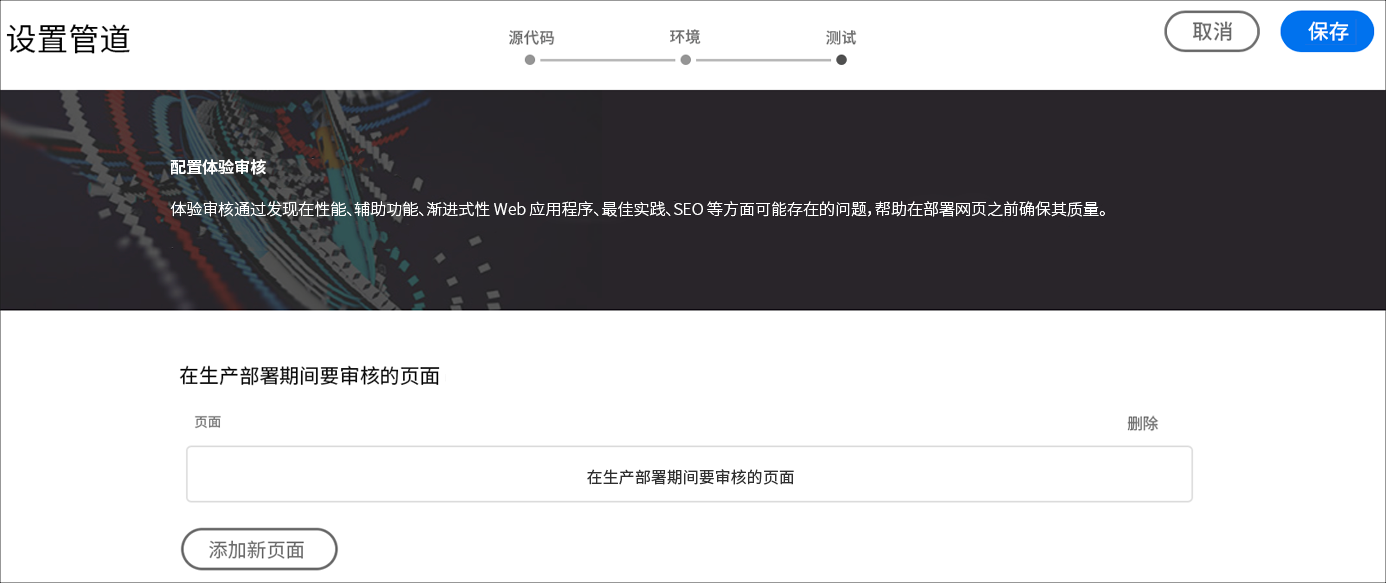 设置管道
源代码
环境
测试
取消
保存
配置体验审核
体验审核通过发现在性能、辅助功能、渐进式性 Web 应用程序、最佳实践、SEO 等方面可能存在的问题，帮助在部署网页之前确保其质量。
在生产部署期间要审核的页面
页面
删除
在生产部署期间要审核的页面
添加新页面